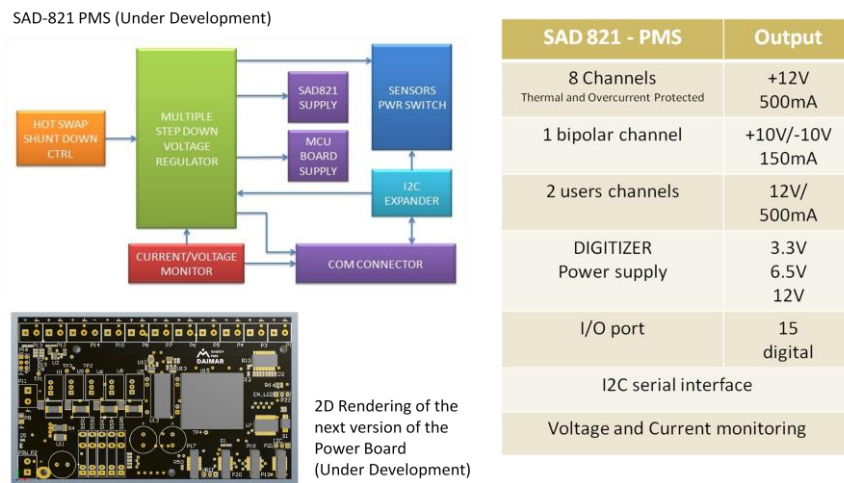 SAD-821 PMS (Under Development)
HOT SWAP
SHUNT DOWN
CTRL
MULTIPLE
STEP DOWN
VOLTAGE
REGULATOR
SAD821
SUPPLY
MCU
BOARD
SUPPLY
SENSORS
PWR SWITCH
I2C
EXPANDER
CURRENT/VOLTAGE
MONITOR
COM CONNECTOR
DAIMAR
2D Rendering of the
next version of the
Power Board
(Under Development)
SAD 821 - PMS Output
8 Channels +12V
Thermal and Overcurrent Protected 500mA
1 bipolar channel +10V/-10V
150mA
2 users channels 12V/
500mA
DIGITIZER 3.3V
Power supply 6.5V
12V
I/O port 15
digital
I2C serial interface
Voltage and Current monitoring